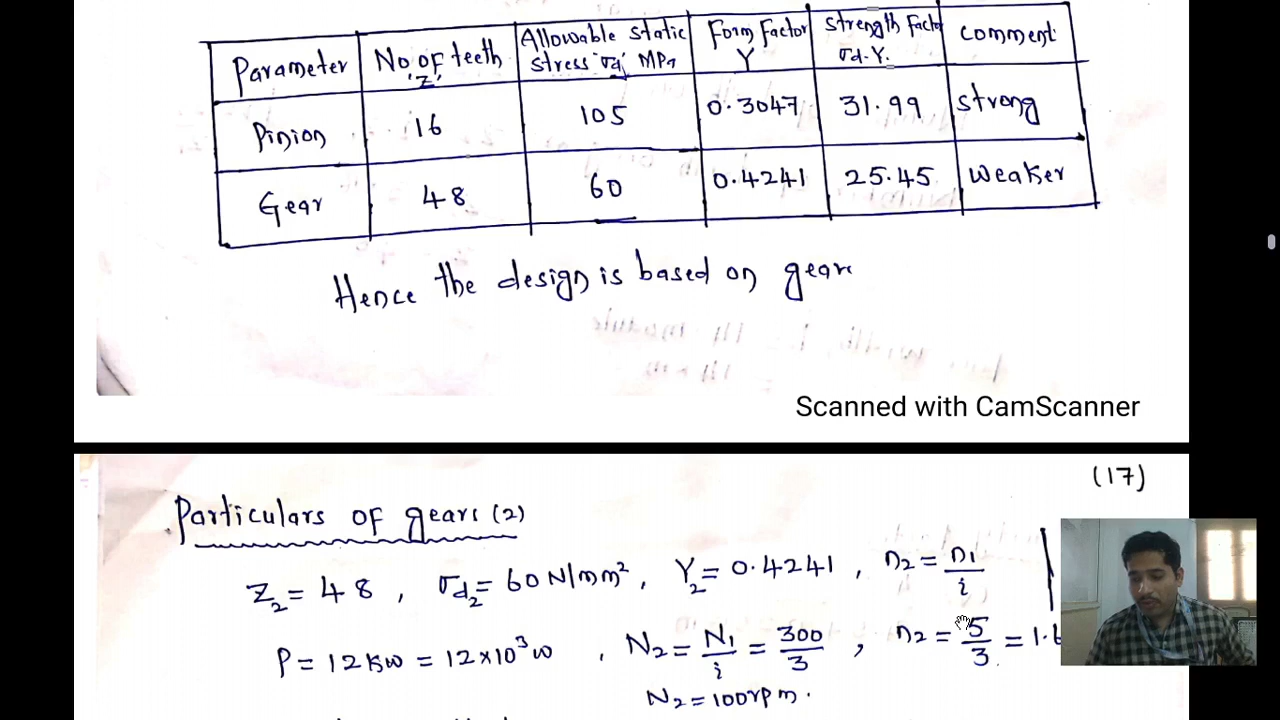 Parameter No of teeth 'Z' Allowable static stress 'σd' MPa Form Factor Y Strength Factor σd.Y. comment
Pinion 16 105 0.3047 31.99 strong
Gear 48 60 0.4241 25.45 weaker
Hence the design is based on gear
Scanned with CamScanner
(17)
Particulars of gears (2)
Z₂ = 48 , σd₂ = 60 N/mm² , Y₂ = 0.4241 , n₂ = n₁/i
P = 12 kw = 12×10³ w , N₂ = N₁/i = 300/3 , n₂ = 5/3 = 1.6
N₂ = 100 rpm.